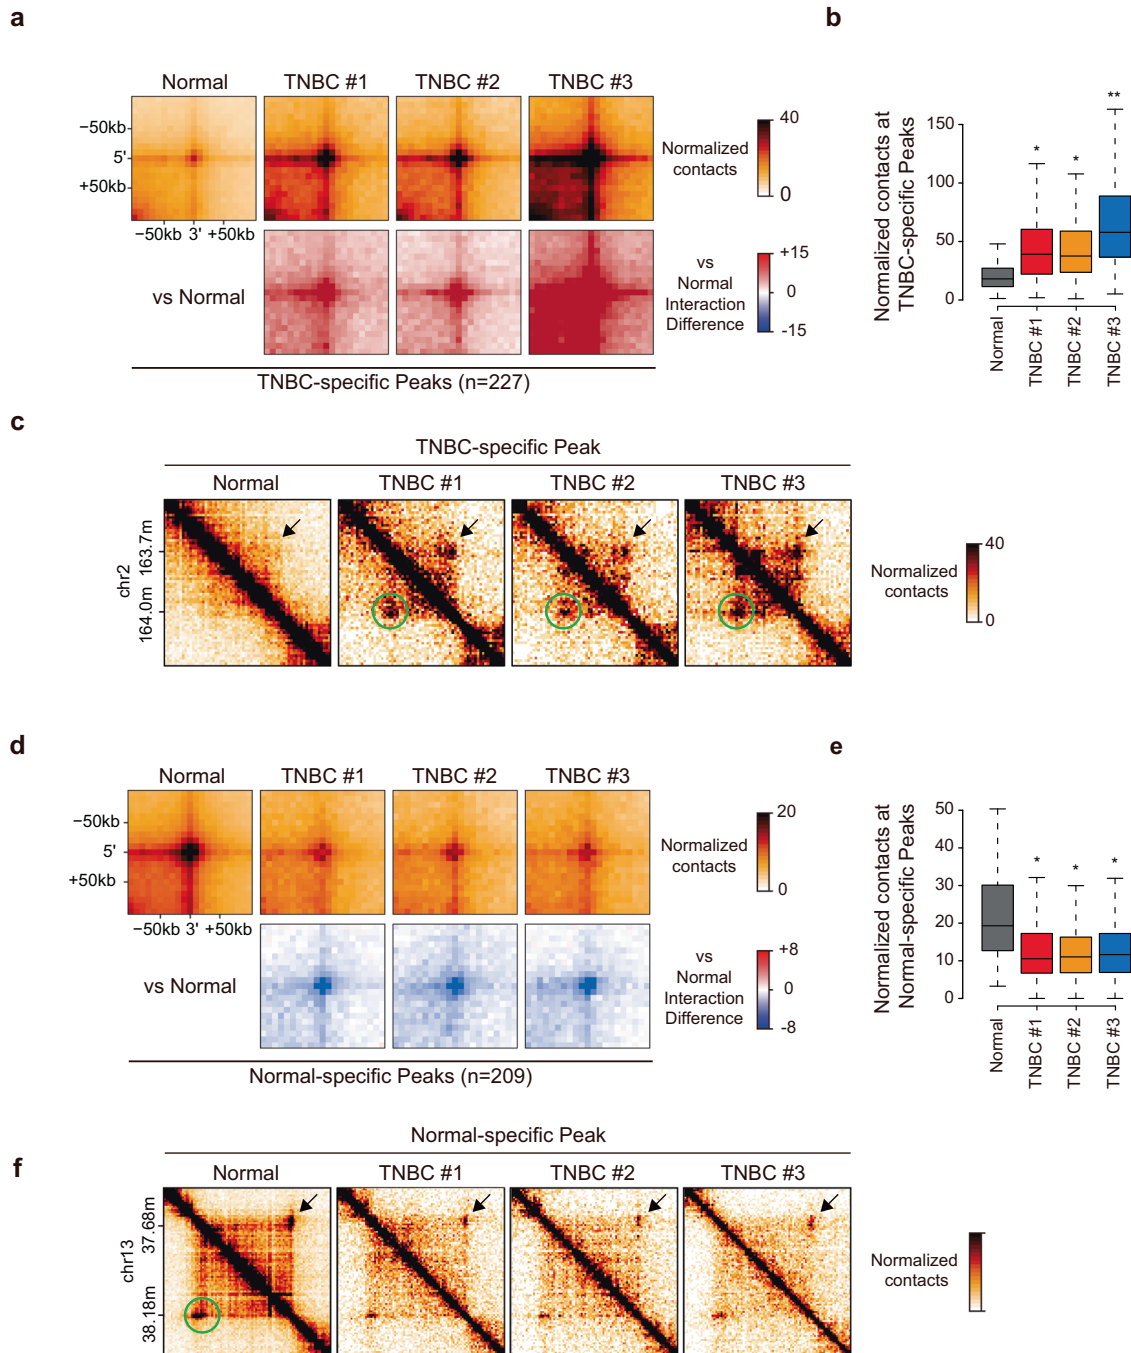 a
Normal
TNBC #1
TNBC #2
TNBC #3
−50kb
5'
+50kb
−50kb 3' +50kb
Normalized
contacts
40
0
vs Normal
vs
Normal
Interaction
Difference
+15
0
-15
TNBC-specific Peaks (n=227)
b
Normalized contacts at
TNBC-specific Peaks
150
100
50
0
*
*
**
Normal
TNBC #1
TNBC #2
TNBC #3
c
TNBC-specific Peak
Normal
TNBC #1
TNBC #2
TNBC #3
chr2
163.7m
164.0m
Normalized
contacts
40
0
d
Normal
TNBC #1
TNBC #2
TNBC #3
−50kb
5'
+50kb
−50kb 3' +50kb
Normalized
contacts
20
0
vs Normal
vs
Normal
Interaction
Difference
+8
0
-8
Normal-specific Peaks (n=209)
e
Normalized contacts at
Normal-specific Peaks
50
40
30
20
10
0
*
*
*
Normal
TNBC #1
TNBC #2
TNBC #3
f
Normal-specific Peak
Normal
TNBC #1
TNBC #2
TNBC #3
chr13
37.68m
38.18m
Normalized
contacts